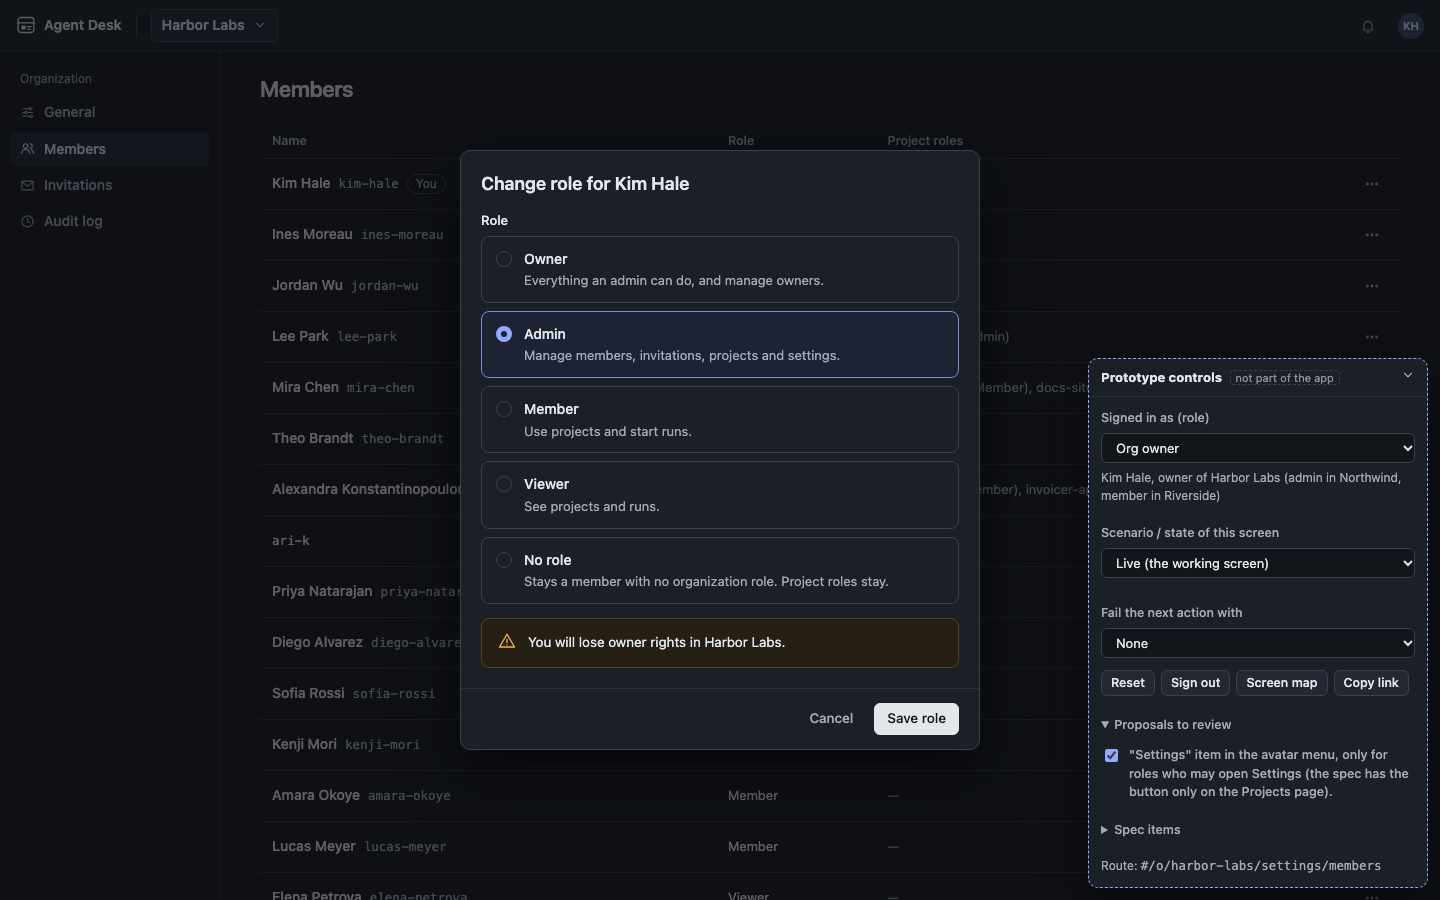 Agent Desk
Harbor Labs
KH
Organization
General
Members
Invitations
Audit log
Members
Name Role Project roles
Kim Hale kim-hale You
Ines Moreau ines-moreau
Jordan Wu jordan-wu
Lee Park lee-park
Mira Chen mira-chen
Theo Brandt theo-brandt
ari-k
Priya Natarajan
Diego Alvarez
Sofia Rossi sofia-rossi
Kenji Mori kenji-mori
Amara Okoye amara-okoye Member —
Lucas Meyer lucas-meyer Member —
Elena Petrova elena-petrova Viewer
Change role for Kim Hale
Role
Owner
Everything an admin can do, and manage owners.
Admin
Manage members, invitations, projects and settings.
Member
Use projects and start runs.
Viewer
See projects and runs.
No role
Stays a member with no organization role. Project roles stay.
You will lose owner rights in Harbor Labs.
Cancel
Save role
Prototype controls not part of the app
Signed in as (role)
Org owner
Kim Hale, owner of Harbor Labs (admin in Northwind,
member in Riverside)
Scenario / state of this screen
Live (the working screen)
Fail the next action with
None
Reset Sign out Screen map Copy link
Proposals to review
"Settings" item in the avatar menu, only for
roles who may open Settings (the spec has the
button only on the Projects page).
Spec items
Route: #/o/harbor-labs/settings/members